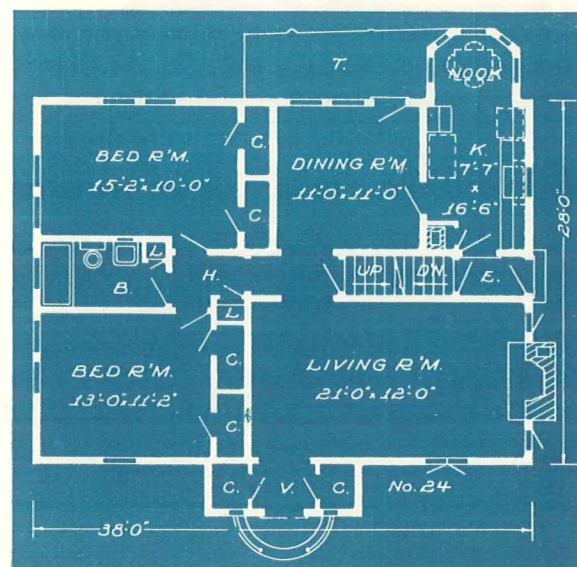 T.
NOOK
BED R'M.
15'-2" x 10'-0"
C.
C.
DINING R'M.
11'-0" x 11'-0"
K.
7'-7"
x
16'-6"
28'-0"
L
B.
H.
UP
D'N.
E.
L
BED R'M.
13'-0" x 11'-2"
C.
C.
LIVING R'M.
21'-0" x 12'-0"
C.
V.
C.
No. 24
38'-0"